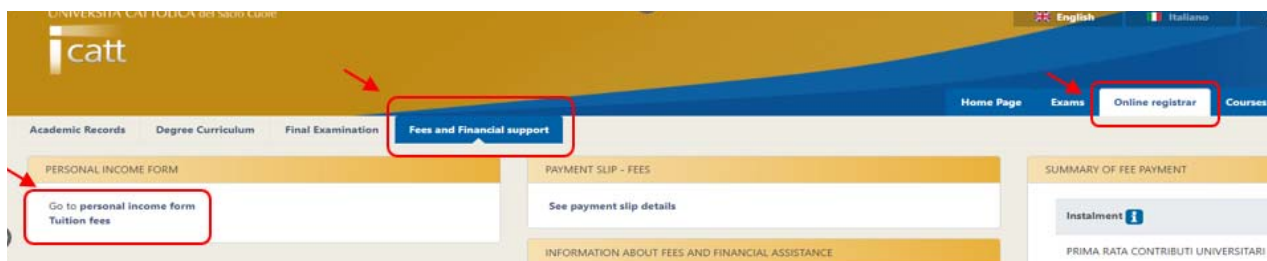 UNIVERSITÀ CATTOLICA del Sacro Cuore
icatt
English
Italiano
Home Page
Exams
Online registrar
Courses
Academic Records
Degree Curriculum
Final Examination
Fees and Financial support
PERSONAL INCOME FORM
Go to personal income form
Tuition fees
PAYMENT SLIP - FEES
See payment slip details
INFORMATION ABOUT FEES AND FINANCIAL ASSISTANCE
SUMMARY OF FEE PAYMENT
Instalment i
PRIMA RATA CONTRIBUTI UNIVERSITARI